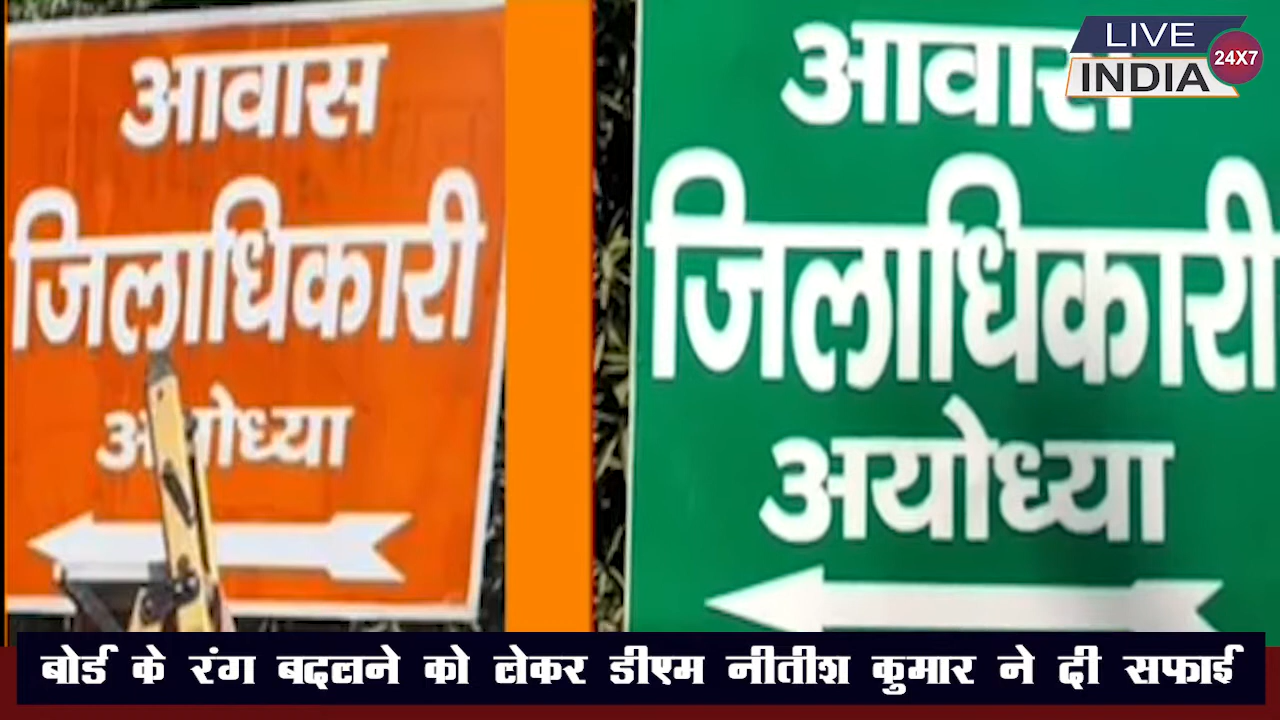 आवास
जिलाधिकारी
अयोध्या
आवास
जिलाधिकारी
अयोध्या
LIVE
INDIA
24X7
बोर्ड के रंग बदलने को लेकर डीएम नीतीश कुमार ने दी सफाई